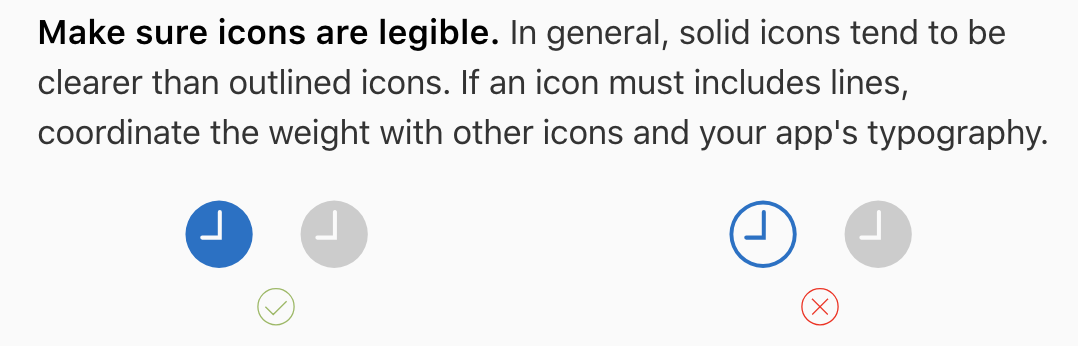 Make sure icons are legible. In general, solid icons tend to be
clearer than outlined icons. If an icon must includes lines,
coordinate the weight with other icons and your app's typography.